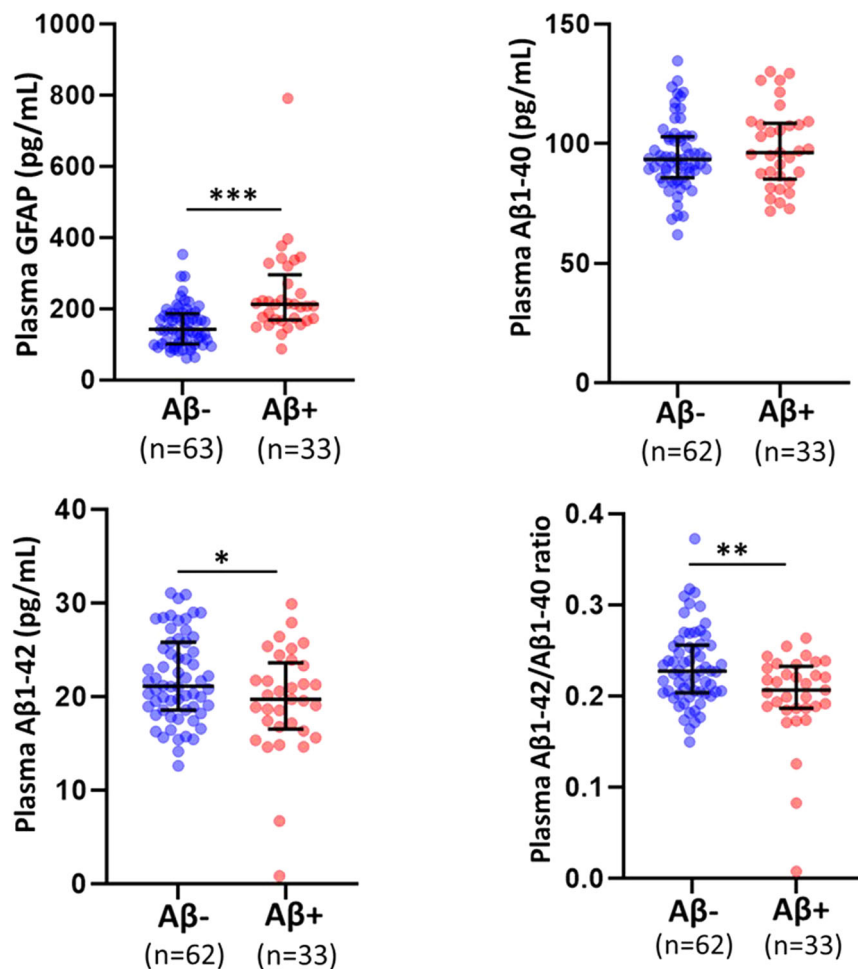 Plasma GFAP (pg/mL)
1000
800
600
400
200
0
***
Aβ-
Aβ+
(n=63)
(n=33)
Plasma Aβ1-40 (pg/mL)
150
100
50
0
Aβ-
Aβ+
(n=62)
(n=33)
Plasma Aβ1-42 (pg/mL)
40
30
20
10
0
*
Aβ-
Aβ+
(n=62)
(n=33)
Plasma Aβ1-42/Aβ1-40 ratio
0.4
0.3
0.2
0.1
0.0
**
Aβ-
Aβ+
(n=62)
(n=33)